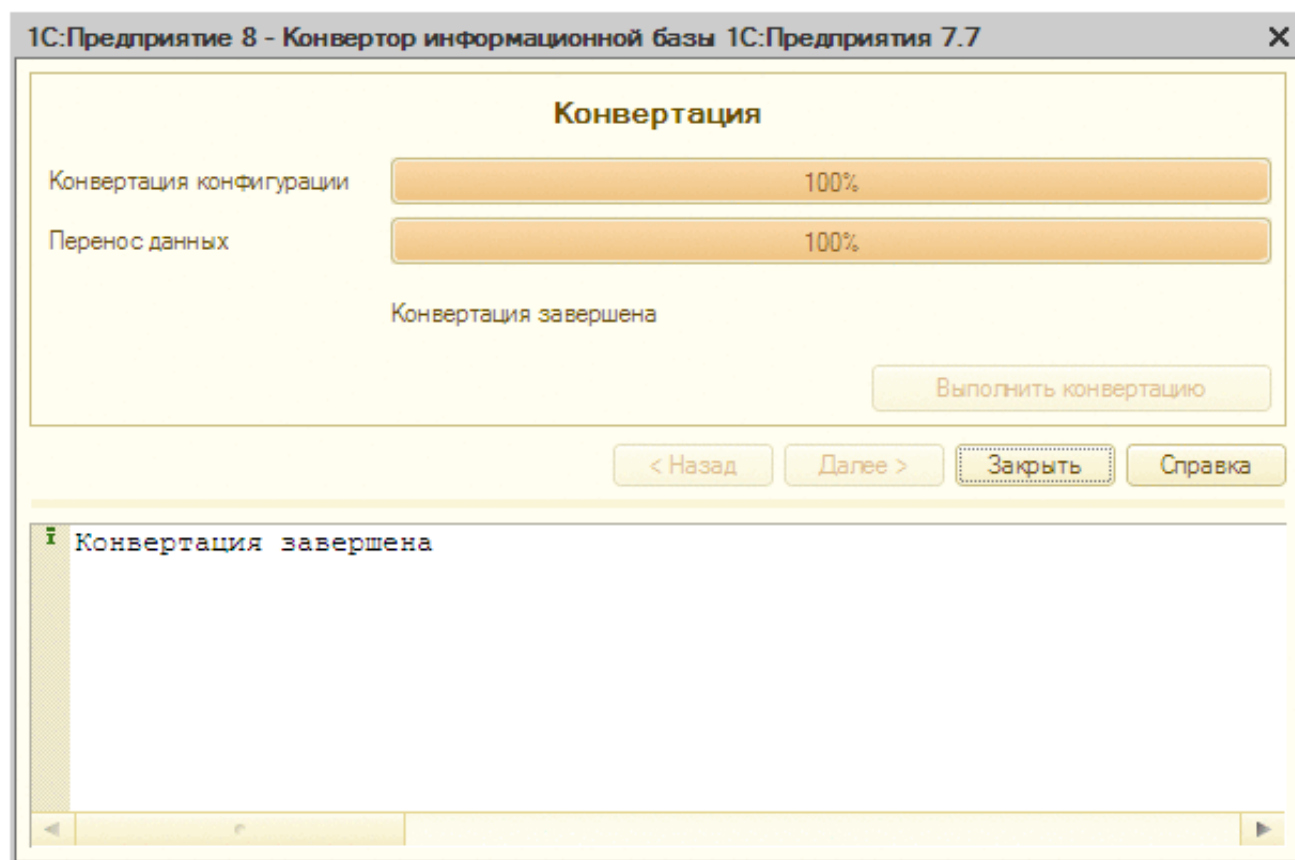 1С:Предприятие 8 - Конвертор информационной базы 1С:Предприятия 7.7
Конвертация
Конвертация конфигурации
100%
Перенос данных
100%
Конвертация завершена
Выполнить конвертацию
< Назад
Далее >
Закрыть
Справка
Конвертация завершена